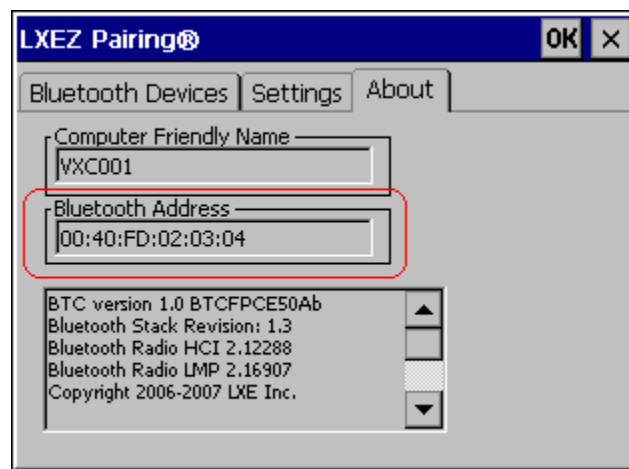 LXEZ Pairing® OK ×
Bluetooth Devices Settings About
Computer Friendly Name
VXC001
Bluetooth Address
00:40:FD:02:03:04
BTC version 1.0 BTCFPCE50Ab
Bluetooth Stack Revision: 1.3
Bluetooth Radio HCI 2.12288
Bluetooth Radio LMP 2.16907
Copyright 2006-2007 LXE Inc.